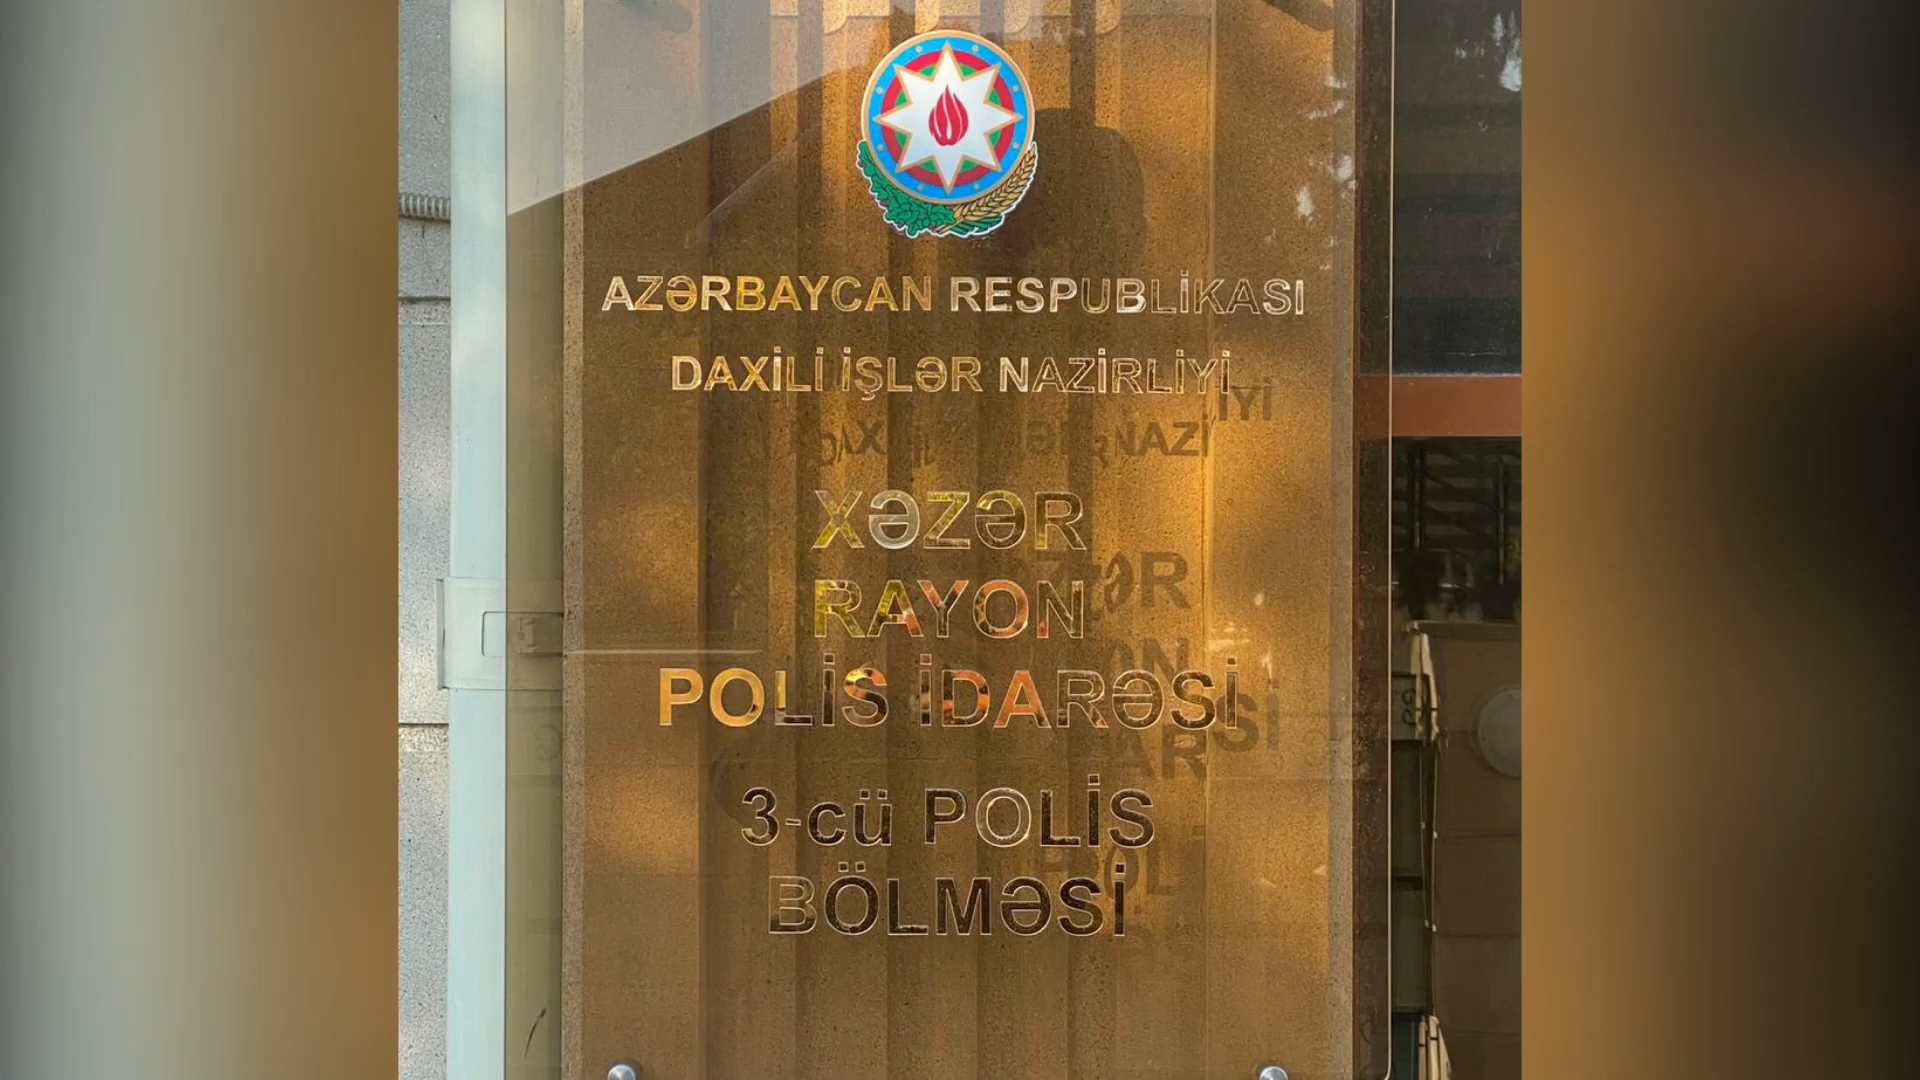 AZƏRBAYCAN RESPUBLİKASI
DAXİLİ İŞLƏR NAZİRLİYİ
XƏZƏR
RAYON
POLİS İDARƏSİ
3-cü POLİS
BÖLMƏSİ